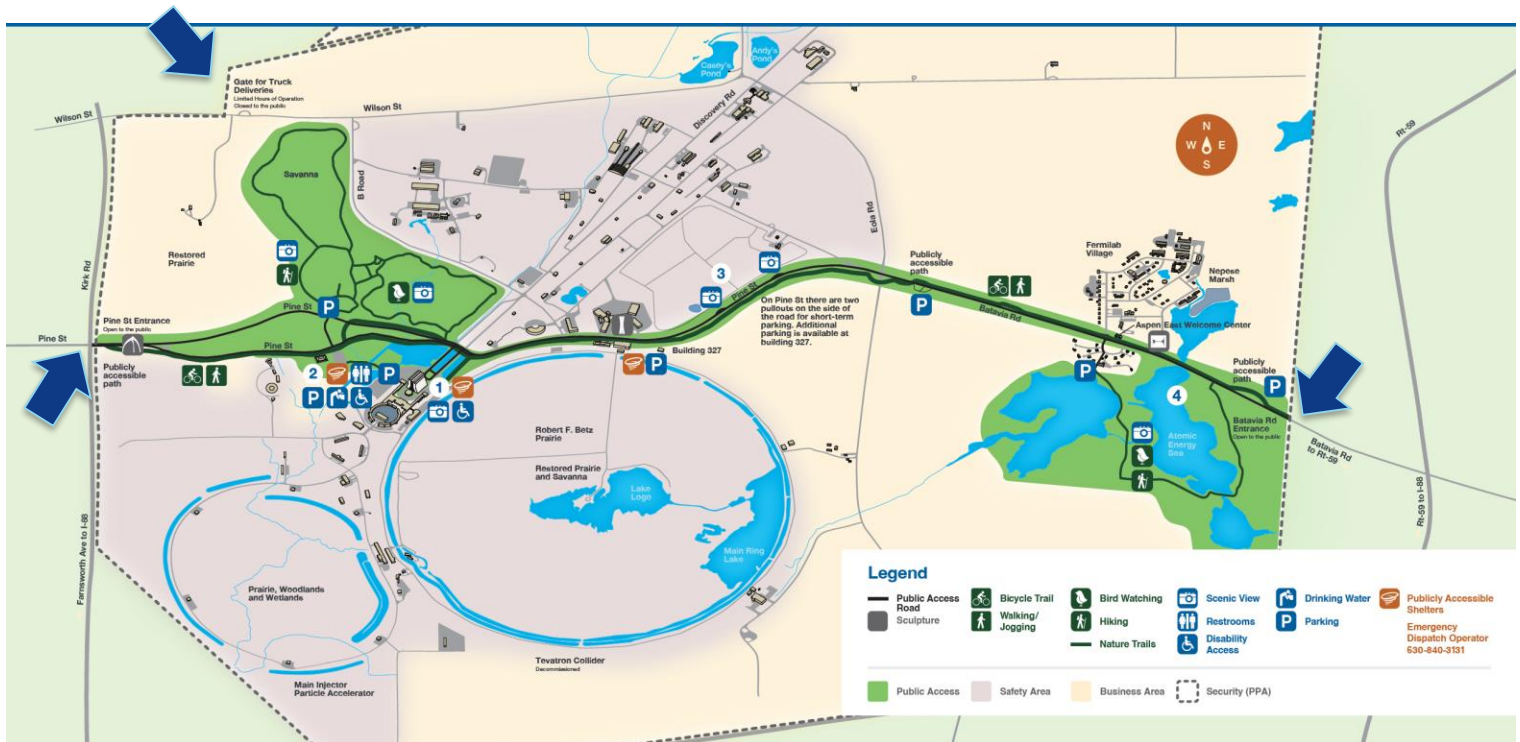 Gate for Truck
Deliveries
Limited Hours of Operation
Closed to the public
Wilson St
Wilson St
Casey's
Pond
Andy's
Pond
Discovery Rd
Rt-59
N
W E
S
Savanna
B Road
Eola Rd
Kirk Rd
Restored
Prairie
Pine St
Pine St Entrance
Open to the public
Pine St
Pine St
Publicly
accessible
path
P
3
Pine St
On Pine St there are two
pullouts on the side of
the road for short-term
parking. Additional
parking is available at
building 327.
Building 327
Publicly
accessible
path
P
Batavia Rd
Fermilab
Village
Nepese
Marsh
Aspen East Welcome Center
Publicly
accessible
path
P
P
4
Batavia Rd
Entrance
Open to the public
Atomic
Energy
Sea
Batavia Rd
to Rt-59
2
P
P
1
P
Robert F. Betz
Prairie
Restored Prairie
and Savanna
Lake
Logo
Main Ring
Lake
Farnsworth Ave to I-88
Rt-59 to I-88
Prairie, Woodlands
and Wetlands
Main Injector
Particle Accelerator
Tevatron Collider
Decommissioned
Legend
Public Access
Road
Sculpture
Bicycle Trail
Walking/
Jogging
Bird Watching
Hiking
Nature Trails
Scenic View
Restrooms
Disability
Access
Drinking Water
P Parking
Publicly Accessible
Shelters
Emergency
Dispatch Operator
630-840-3131
Public Access
Safety Area
Business Area
Security (PPA)